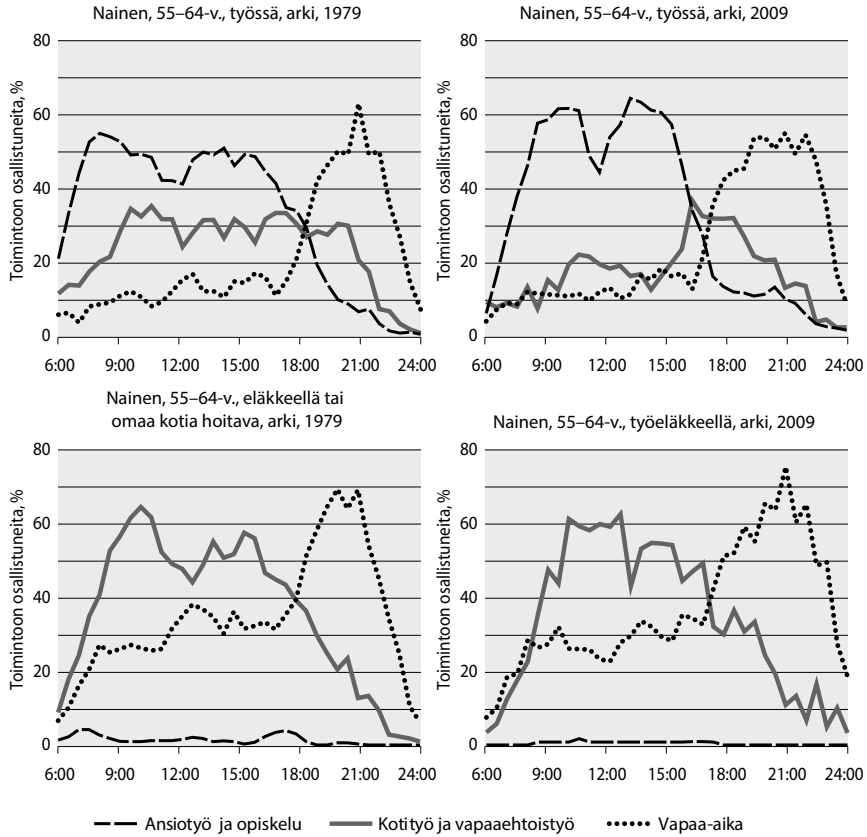 Nainen, 55–64-v., työssä, arki, 1979
Toimintoon osallistuneita, %
80
60
40
20
0
6:00 9:00 12:00 15:00 18:00 21:00 24:00
Nainen, 55–64-v., työssä, arki, 2009
Toimintoon osallistuneita, %
80
60
40
20
0
6:00 9:00 12:00 15:00 18:00 21:00 24:00
Nainen, 55–64-v., eläkkeellä tai
omaa kotia hoitava, arki, 1979
Toimintoon osallistuneita, %
80
60
40
20
0
6:00 9:00 12:00 15:00 18:00 21:00 24:00
Nainen, 55–64-v., työeläkkeellä, arki, 2009
Toimintoon osallistuneita, %
80
60
40
20
0
6:00 9:00 12:00 15:00 18:00 21:00 24:00
Ansiotyö ja opiskelu Kotityö ja vapaaehtoistyö Vapaa-aika